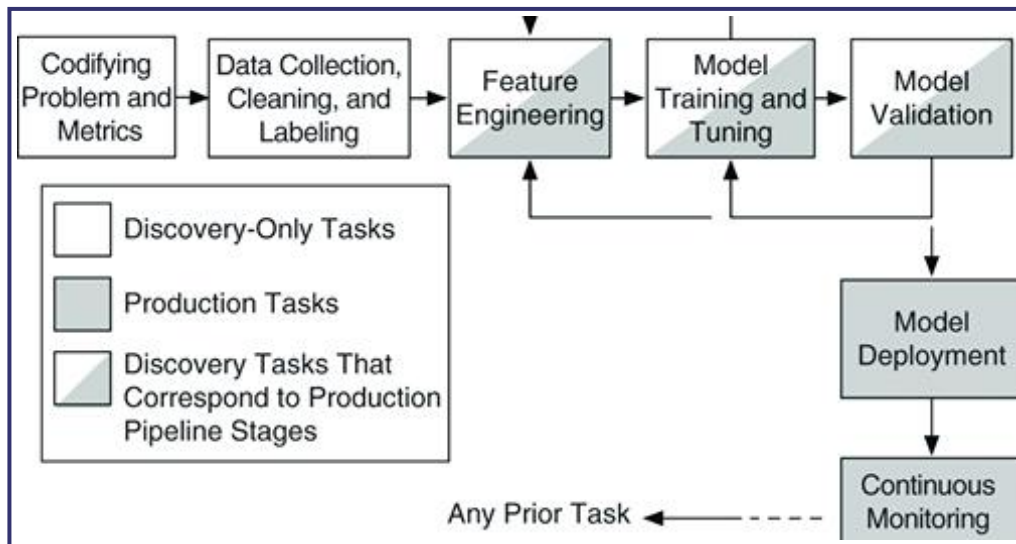 Codifying
Problem and
Metrics
Data Collection,
Cleaning, and
Labeling
Feature
Engineering
Model
Training and
Tuning
Model
Validation
Discovery-Only Tasks
Production Tasks
Discovery Tasks That
Correspond to Production
Pipeline Stages
Model
Deployment
Continuous
Monitoring
Any Prior Task